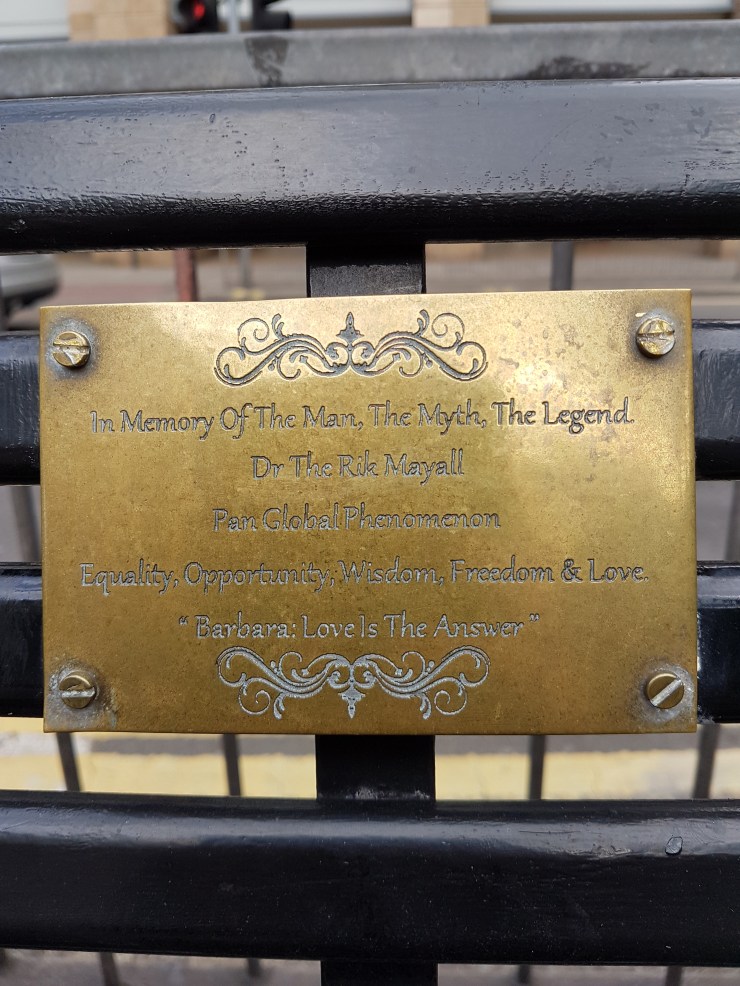 In Memory Of The Man, The Myth, The Legend.
Dr The Rik Mayall
Pan Global Phenomenon
Equality, Opportunity, Wisdom, Freedom & Love.
“ Barbara: Love Is The Answer ”